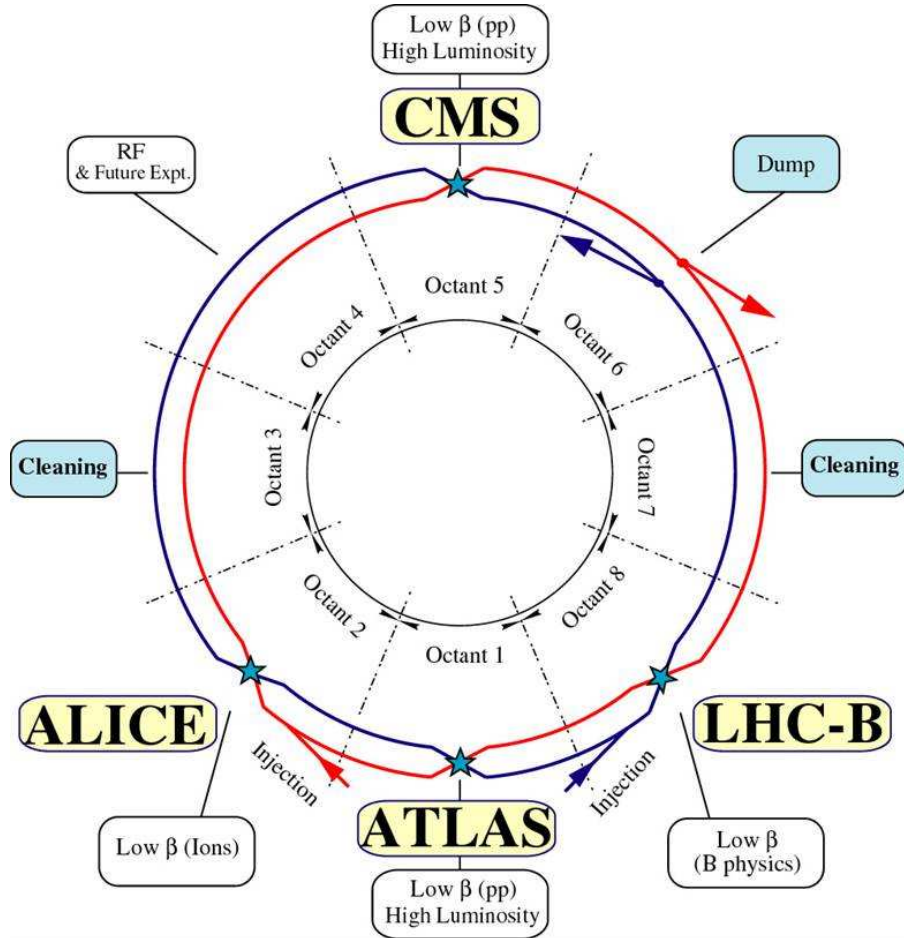 Low β (pp)
High Luminosity
CMS
RF
& Future Expt.
Dump
Octant 5
Octant 4
Octant 6
Cleaning
Octant 3
Octant 7
Cleaning
Octant 2
Octant 8
Octant 1
ALICE
LHC-B
Injection
Injection
ATLAS
Low β (Ions)
Low β
(B physics)
Low β (pp)
High Luminosity